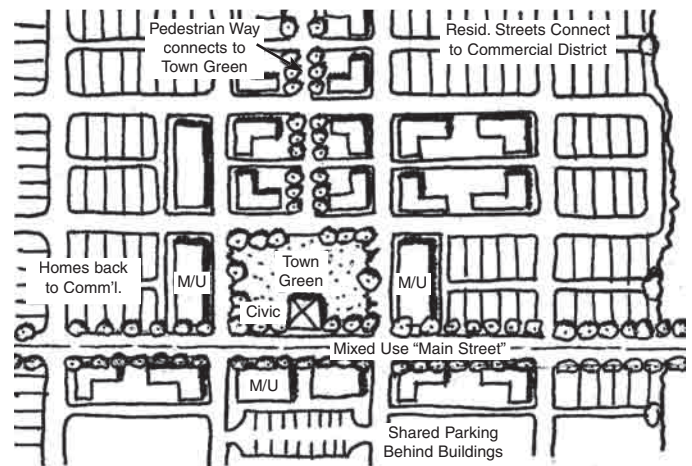 Pedestrian Way
connects to
Town Green
Resid. Streets Connect
to Commercial District
Homes back
to Comm'l.
M/U
Town
Green
Civic
M/U
Mixed Use “Main Street”
M/U
Shared Parking
Behind Buildings